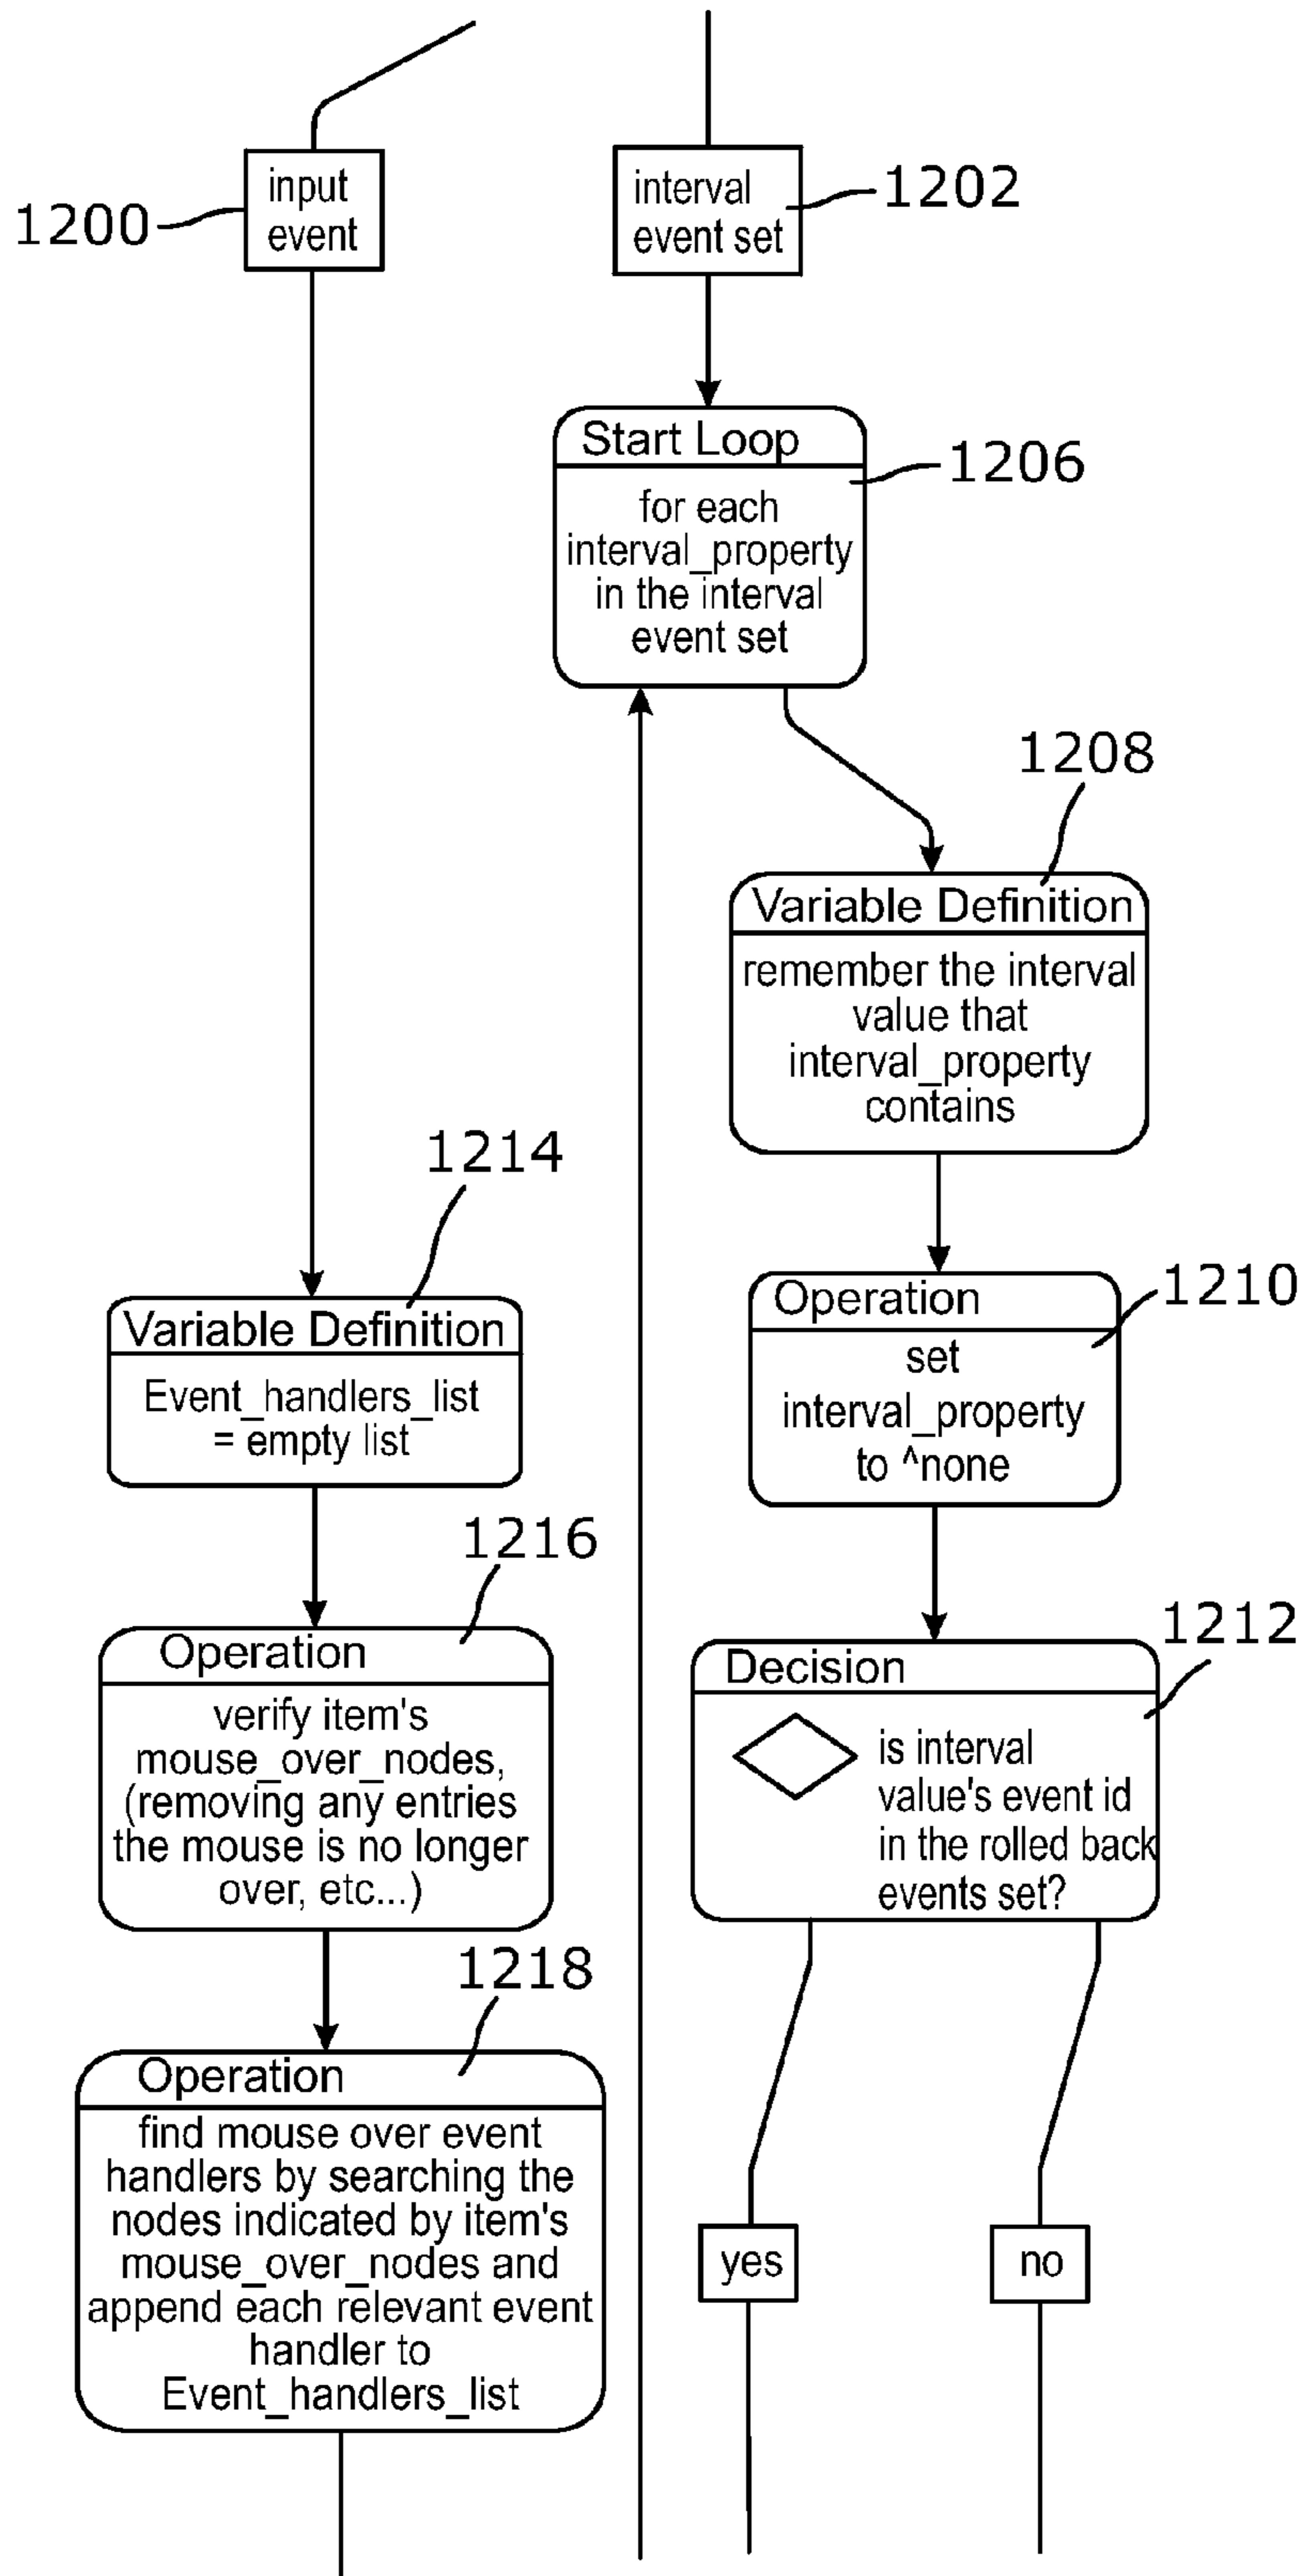 1200
input
event
interval
event set
1202
Start Loop
for each
interval_property
in the interval
event set
1206
1208
Variable Definition
remember the interval
value that
interval_property
contains
1210
Operation
set
interval_property
to ^none
1212
Decision
is interval
value's event id
in the rolled back
events set?
yes
no
1214
Variable Definition
Event_handlers_list
= empty list
1216
Operation
verify item's
mouse_over_nodes,
(removing any entries
the mouse is no longer
over, etc...)
1218
Operation
find mouse over event
handlers by searching the
nodes indicated by item's
mouse_over_nodes and
append each relevant event
handler to
Event_handlers_list